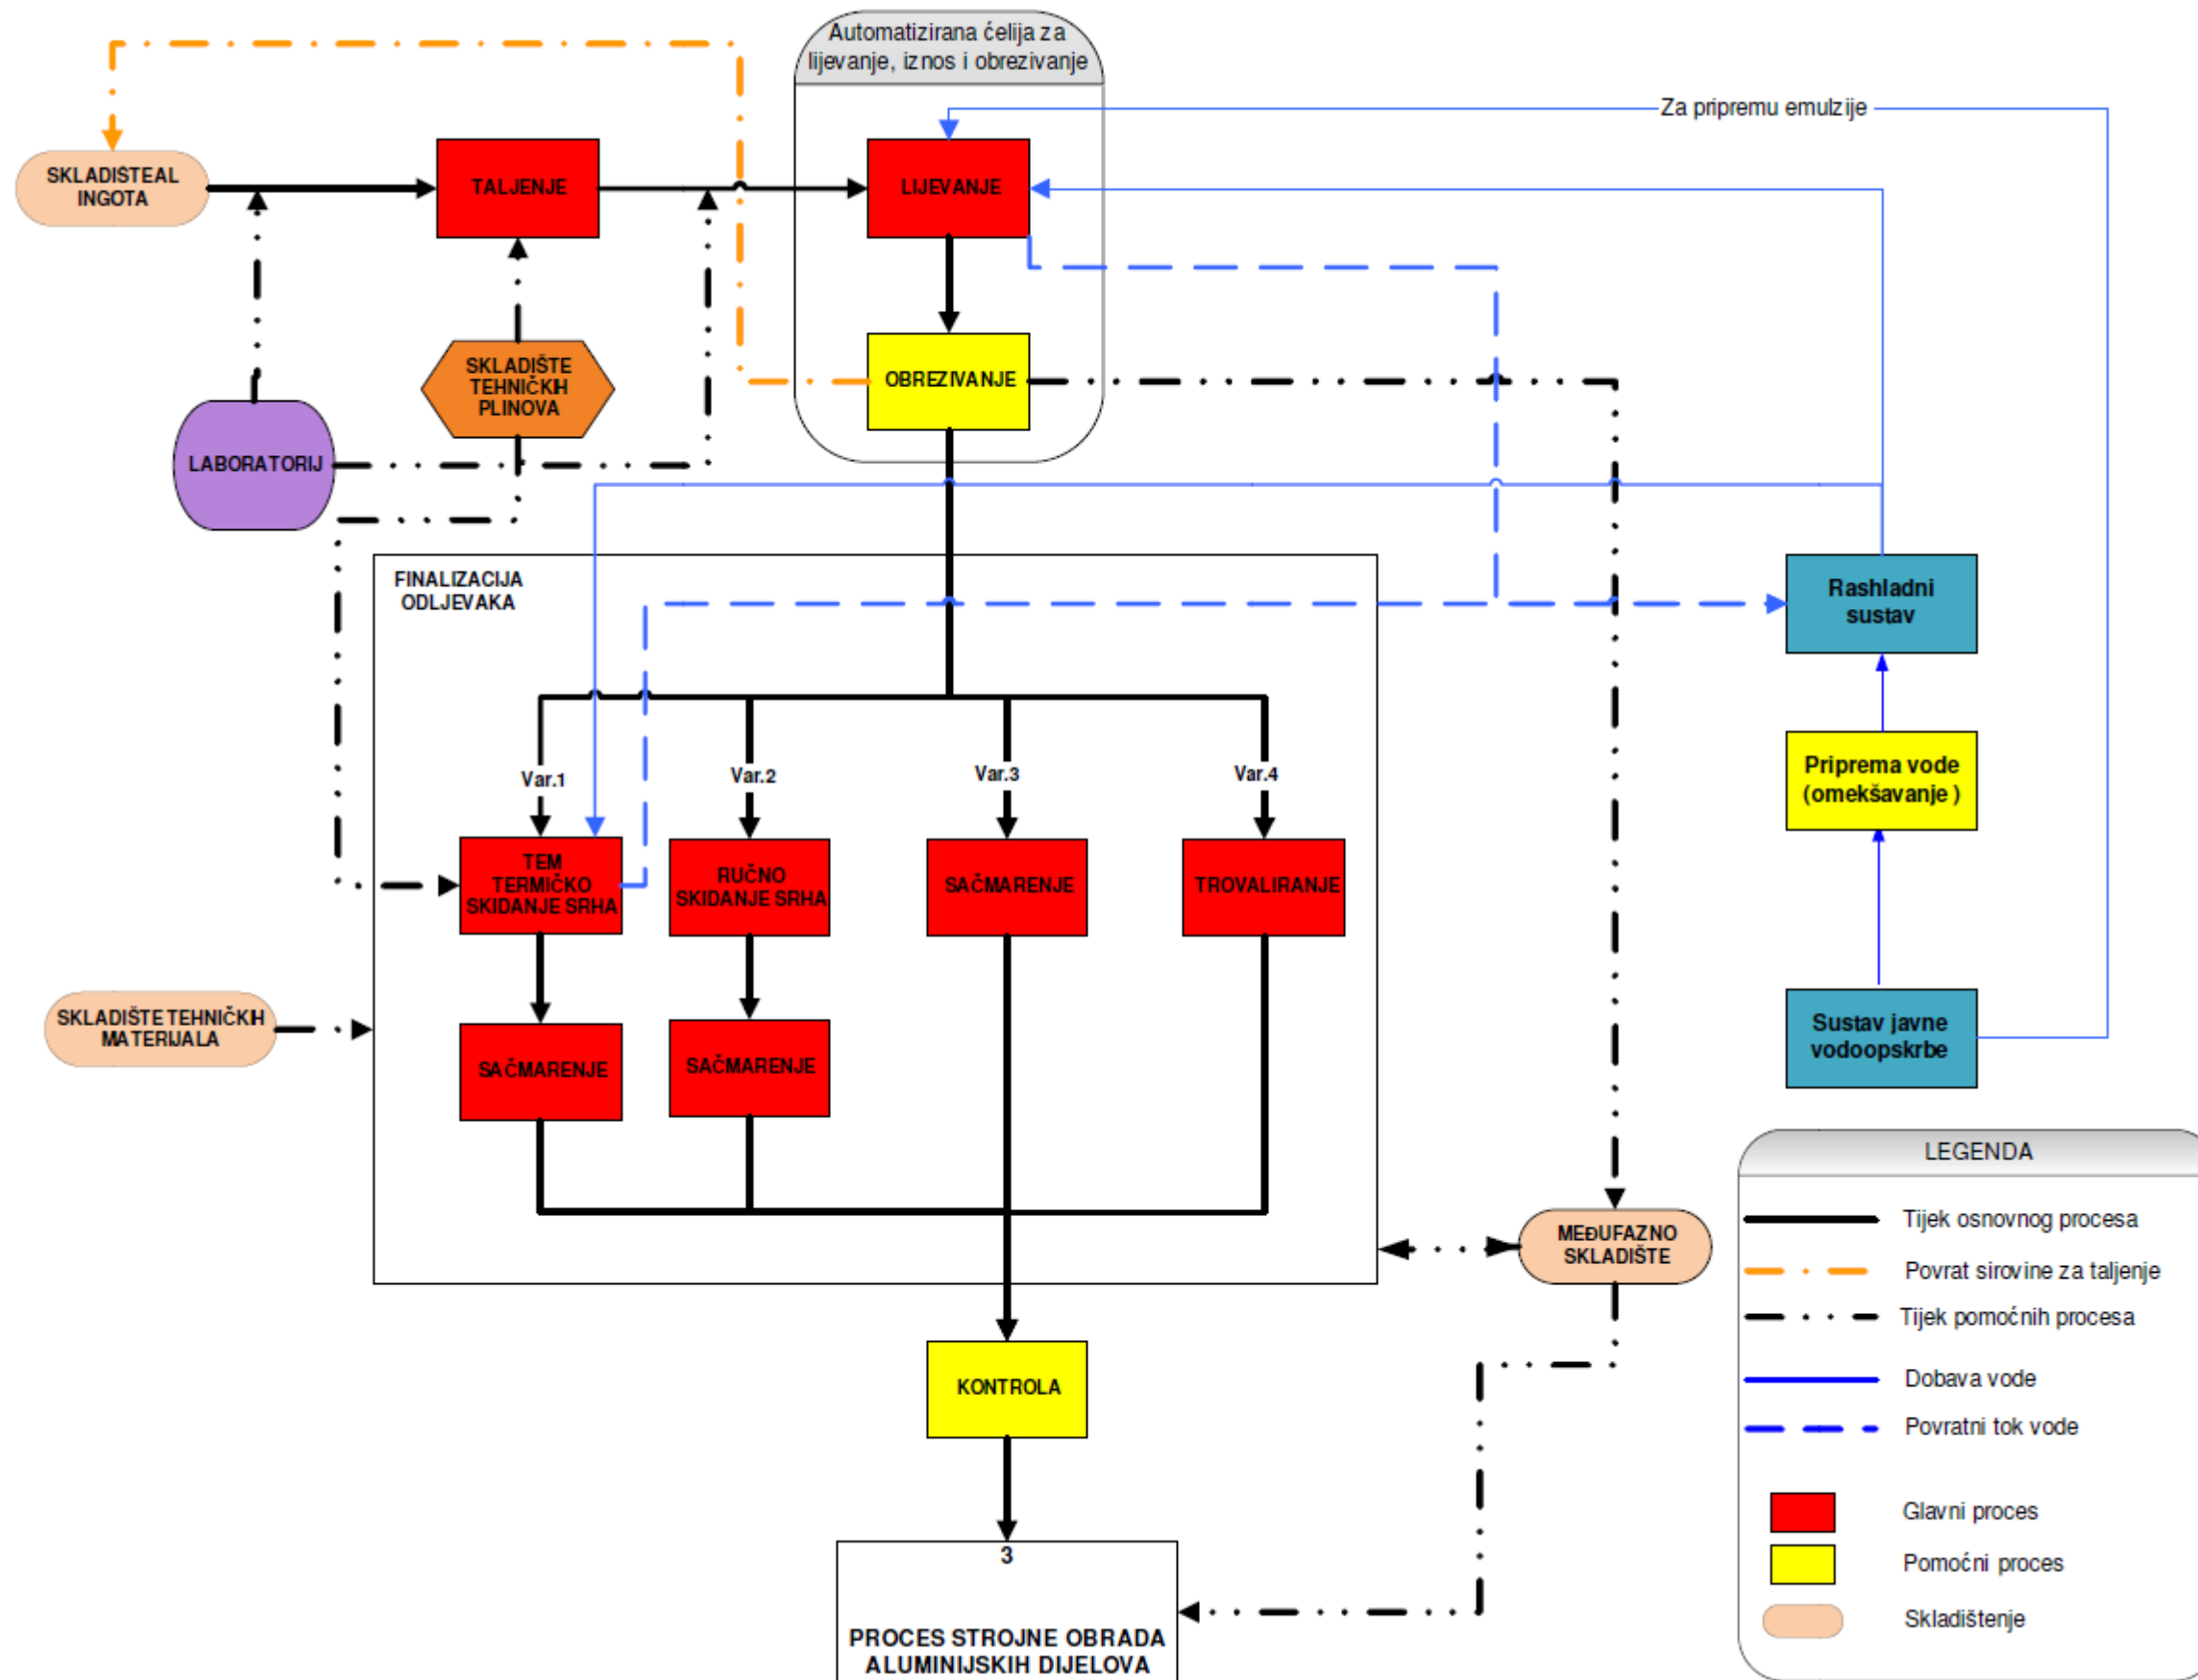 Automatizirana ćelija za
lijevanje, iznos i obrezivanje
Za pripremu emulzije
SKLADIŠTEAL
INGOTA
TALJENJE
LIJEVANJE
SKLADIŠTE
TEHNIČKIH
PLINOVA
OBREZIVANJE
LABORATORIJ
FINALIZACIJA
ODLJEVAKA
Rashladni
sustav
Var.1
Var.2
Var.3
Var.4
Priprema vode
(omekšavanje )
TEM
TERMIČKO
SKIDANJE SRHA
RUČNO
SKIDANJE SRHA
SAČMARENJE
TROVALIRANJE
SKLADIŠTE TEHNIČKIH
MATERIJALA
SAČMARENJE
SAČMARENJE
Sustav javne
vodoopskrbe
MEĐUFAZNO
SKLADIŠTE
KONTROLA
3
PROCES STROJNE OBRADA
ALUMINIJSKIH DIJELOVA
LEGENDA
Tijek osnovnog procesa
Povrat sirovine za taljenje
Tijek pomoćnih procesa
Dobava vode
Povratni tok vode
Glavni proces
Pomoćni proces
Skladištenje